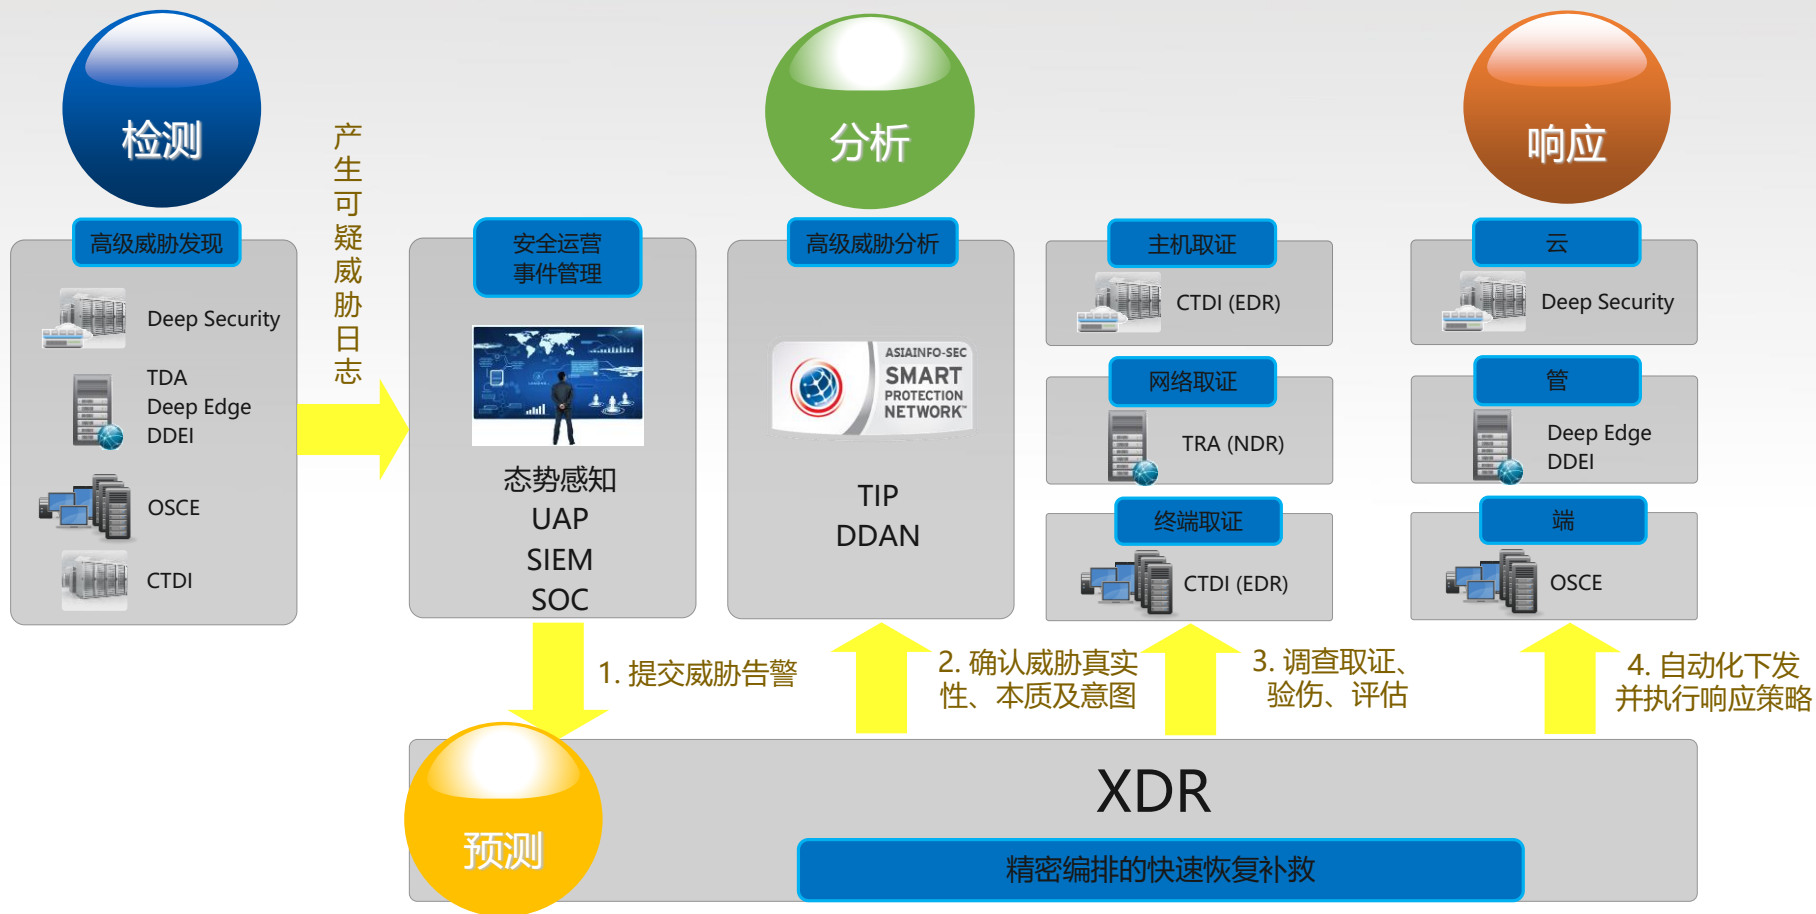 检测
分析
响应
产生可疑威胁日志
高级威胁发现
Deep Security
TDA
Deep Edge
DDEI
OSCE
CTDI
安全运营
事件管理
态势感知
UAP
SIEM
SOC
高级威胁分析
ASIAINFO-SEC
SMART
PROTECTION
NETWORK™
TIP
DDAN
主机取证
CTDI (EDR)
网络取证
TRA (NDR)
终端取证
CTDI (EDR)
云
Deep Security
管
Deep Edge
DDEI
端
OSCE
1. 提交威胁告警
2. 确认威胁真实
性、本质及意图
3. 调查取证、
验伤、评估
4. 自动化下发
并执行响应策略
预测
XDR
精密编排的快速恢复补救